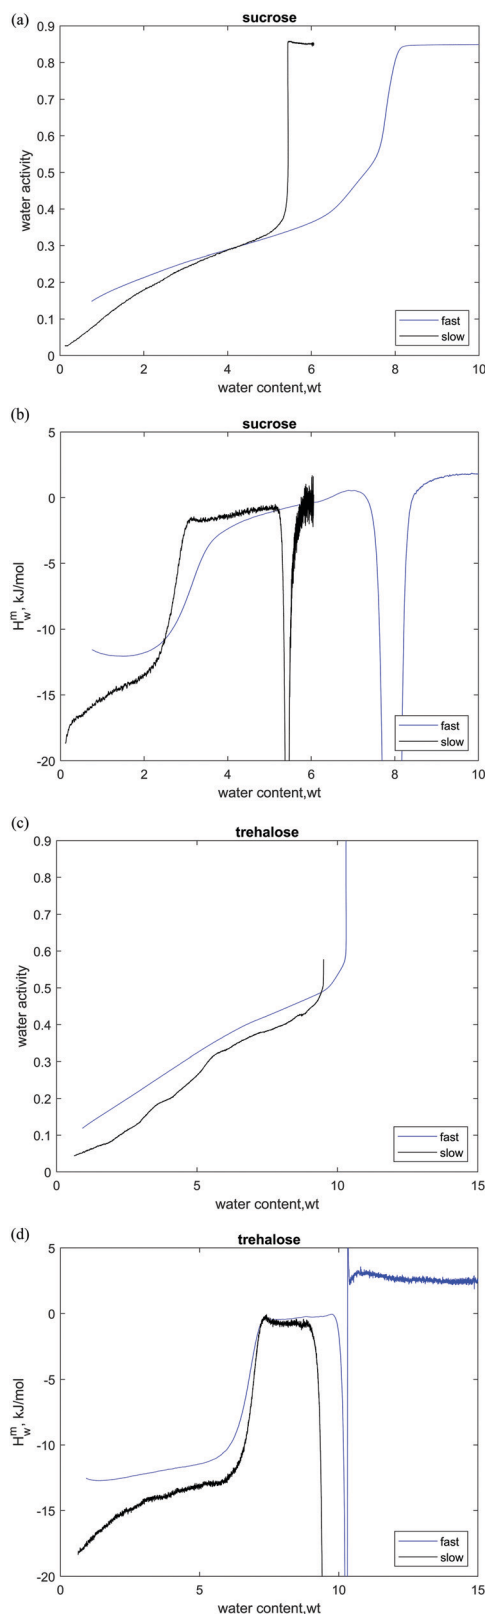 (a)
sucrose
0.9
0.8
0.7
0.6
0.5
0.4
0.3
0.2
0.1
0
water activity
fast
slow
0 2 4 6 8 10
water content,wt
(b)
sucrose
5
0
-5
-10
-15
-20
H_w^m, kJ/mol
fast
slow
0 2 4 6 8 10
water content,wt
(c)
trehalose
0.9
0.8
0.7
0.6
0.5
0.4
0.3
0.2
0.1
0
water activity
fast
slow
0 5 10 15
water content,wt
(d)
trehalose
5
0
-5
-10
-15
-20
H_w^m, kJ/mol
fast
slow
0 5 10 15
water content,wt